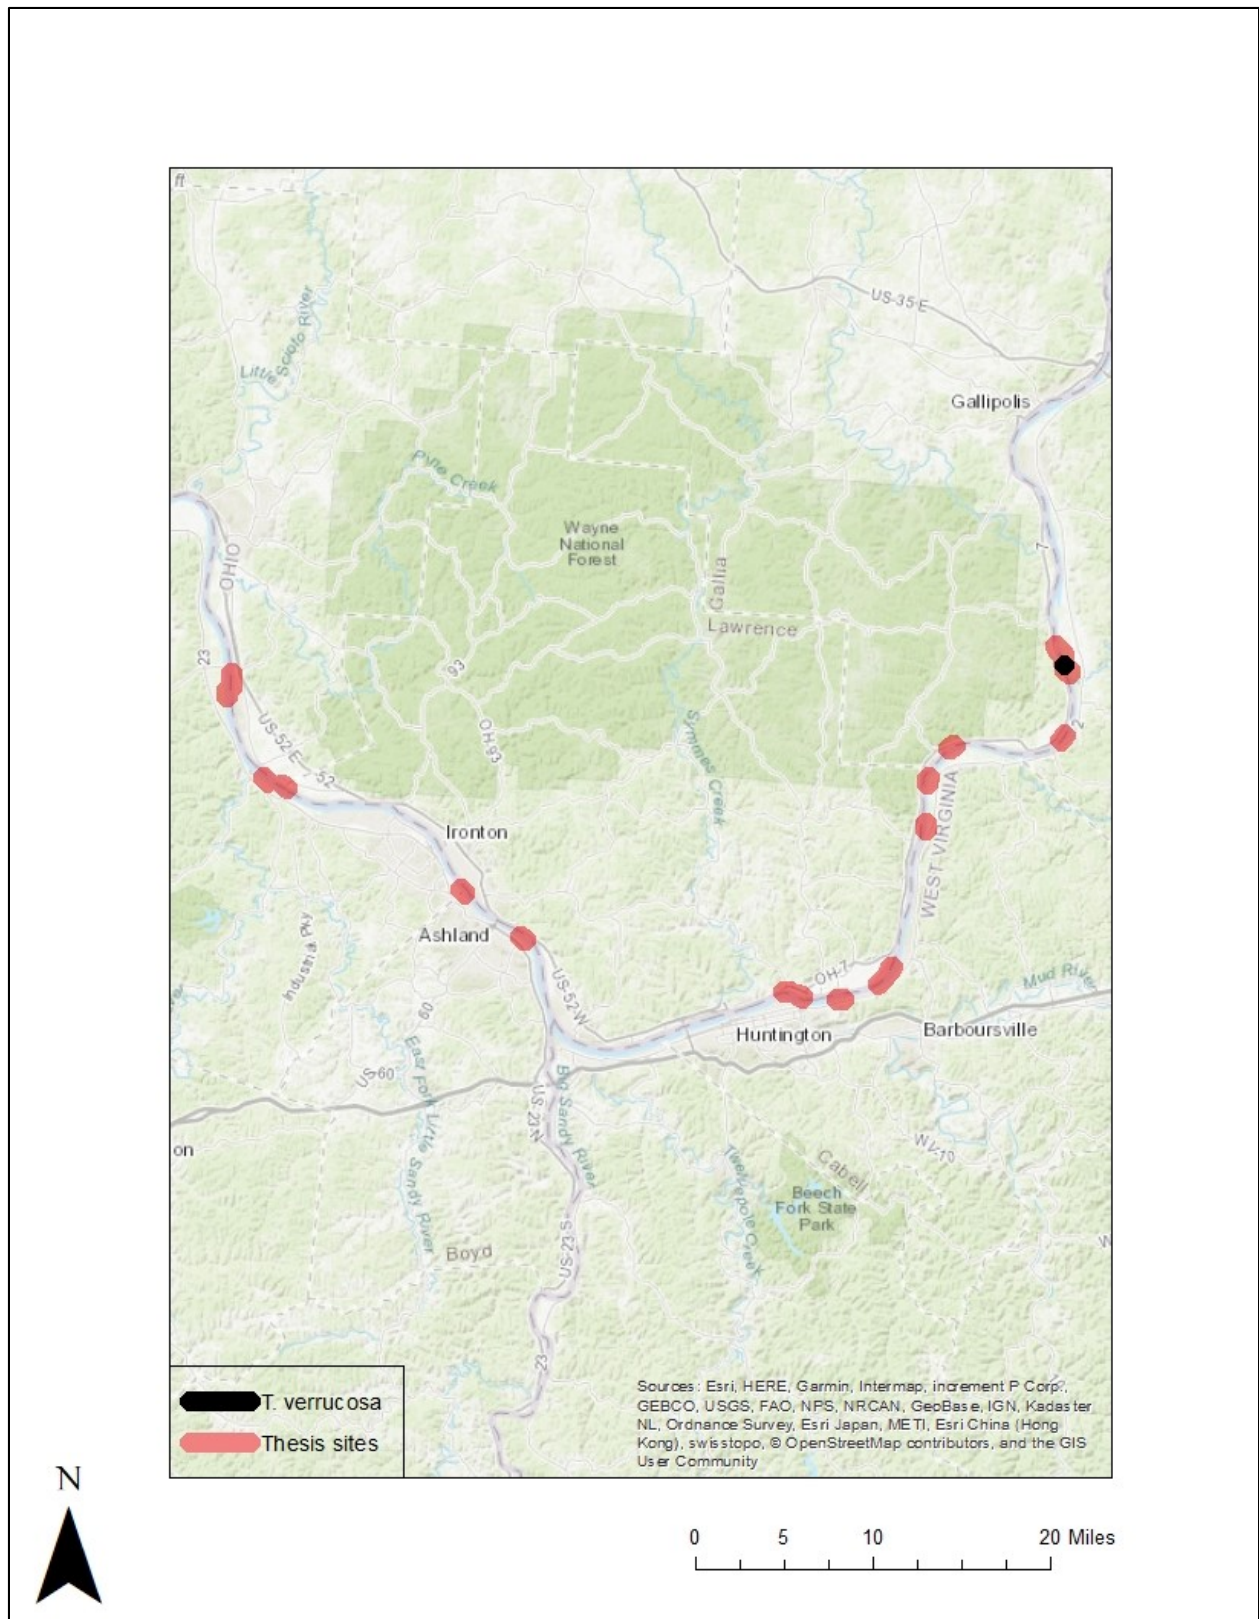 ft
Little Scioto River
US-35 E
Gallipolis
Pine Creek
Wayne
National
Forest
OHIO
7
Gallia
Lawrence
23
93
OH-93
US-52 E
52
Symmes Creek
2
WEST VIRGINIA
Ironton
Ashland
Industrial Pky
OH-7
Mud River
US-52-W
Huntington
Barboursville
60
US-60
East Fork Little Sandy River
US-23-N
Big Sandy River
on
WV-10
Twelvepole Creek
Cabell
Beech
Fork State
Park
Boyd
US-23-S
W
23
T. verrucosa
Thesis sites
Sources: Esri, HERE, Garmin, Intermap, increment P Corp.,
GEBCO, USGS, FAO, NPS, NRCAN, GeoBase, IGN, Kadaster
NL, Ordnance Survey, Esri Japan, METI, Esri China (Hong
Kong), swisstopo, © OpenStreetMap contributors, and the GIS
User Community
N
0 5 10 20 Miles